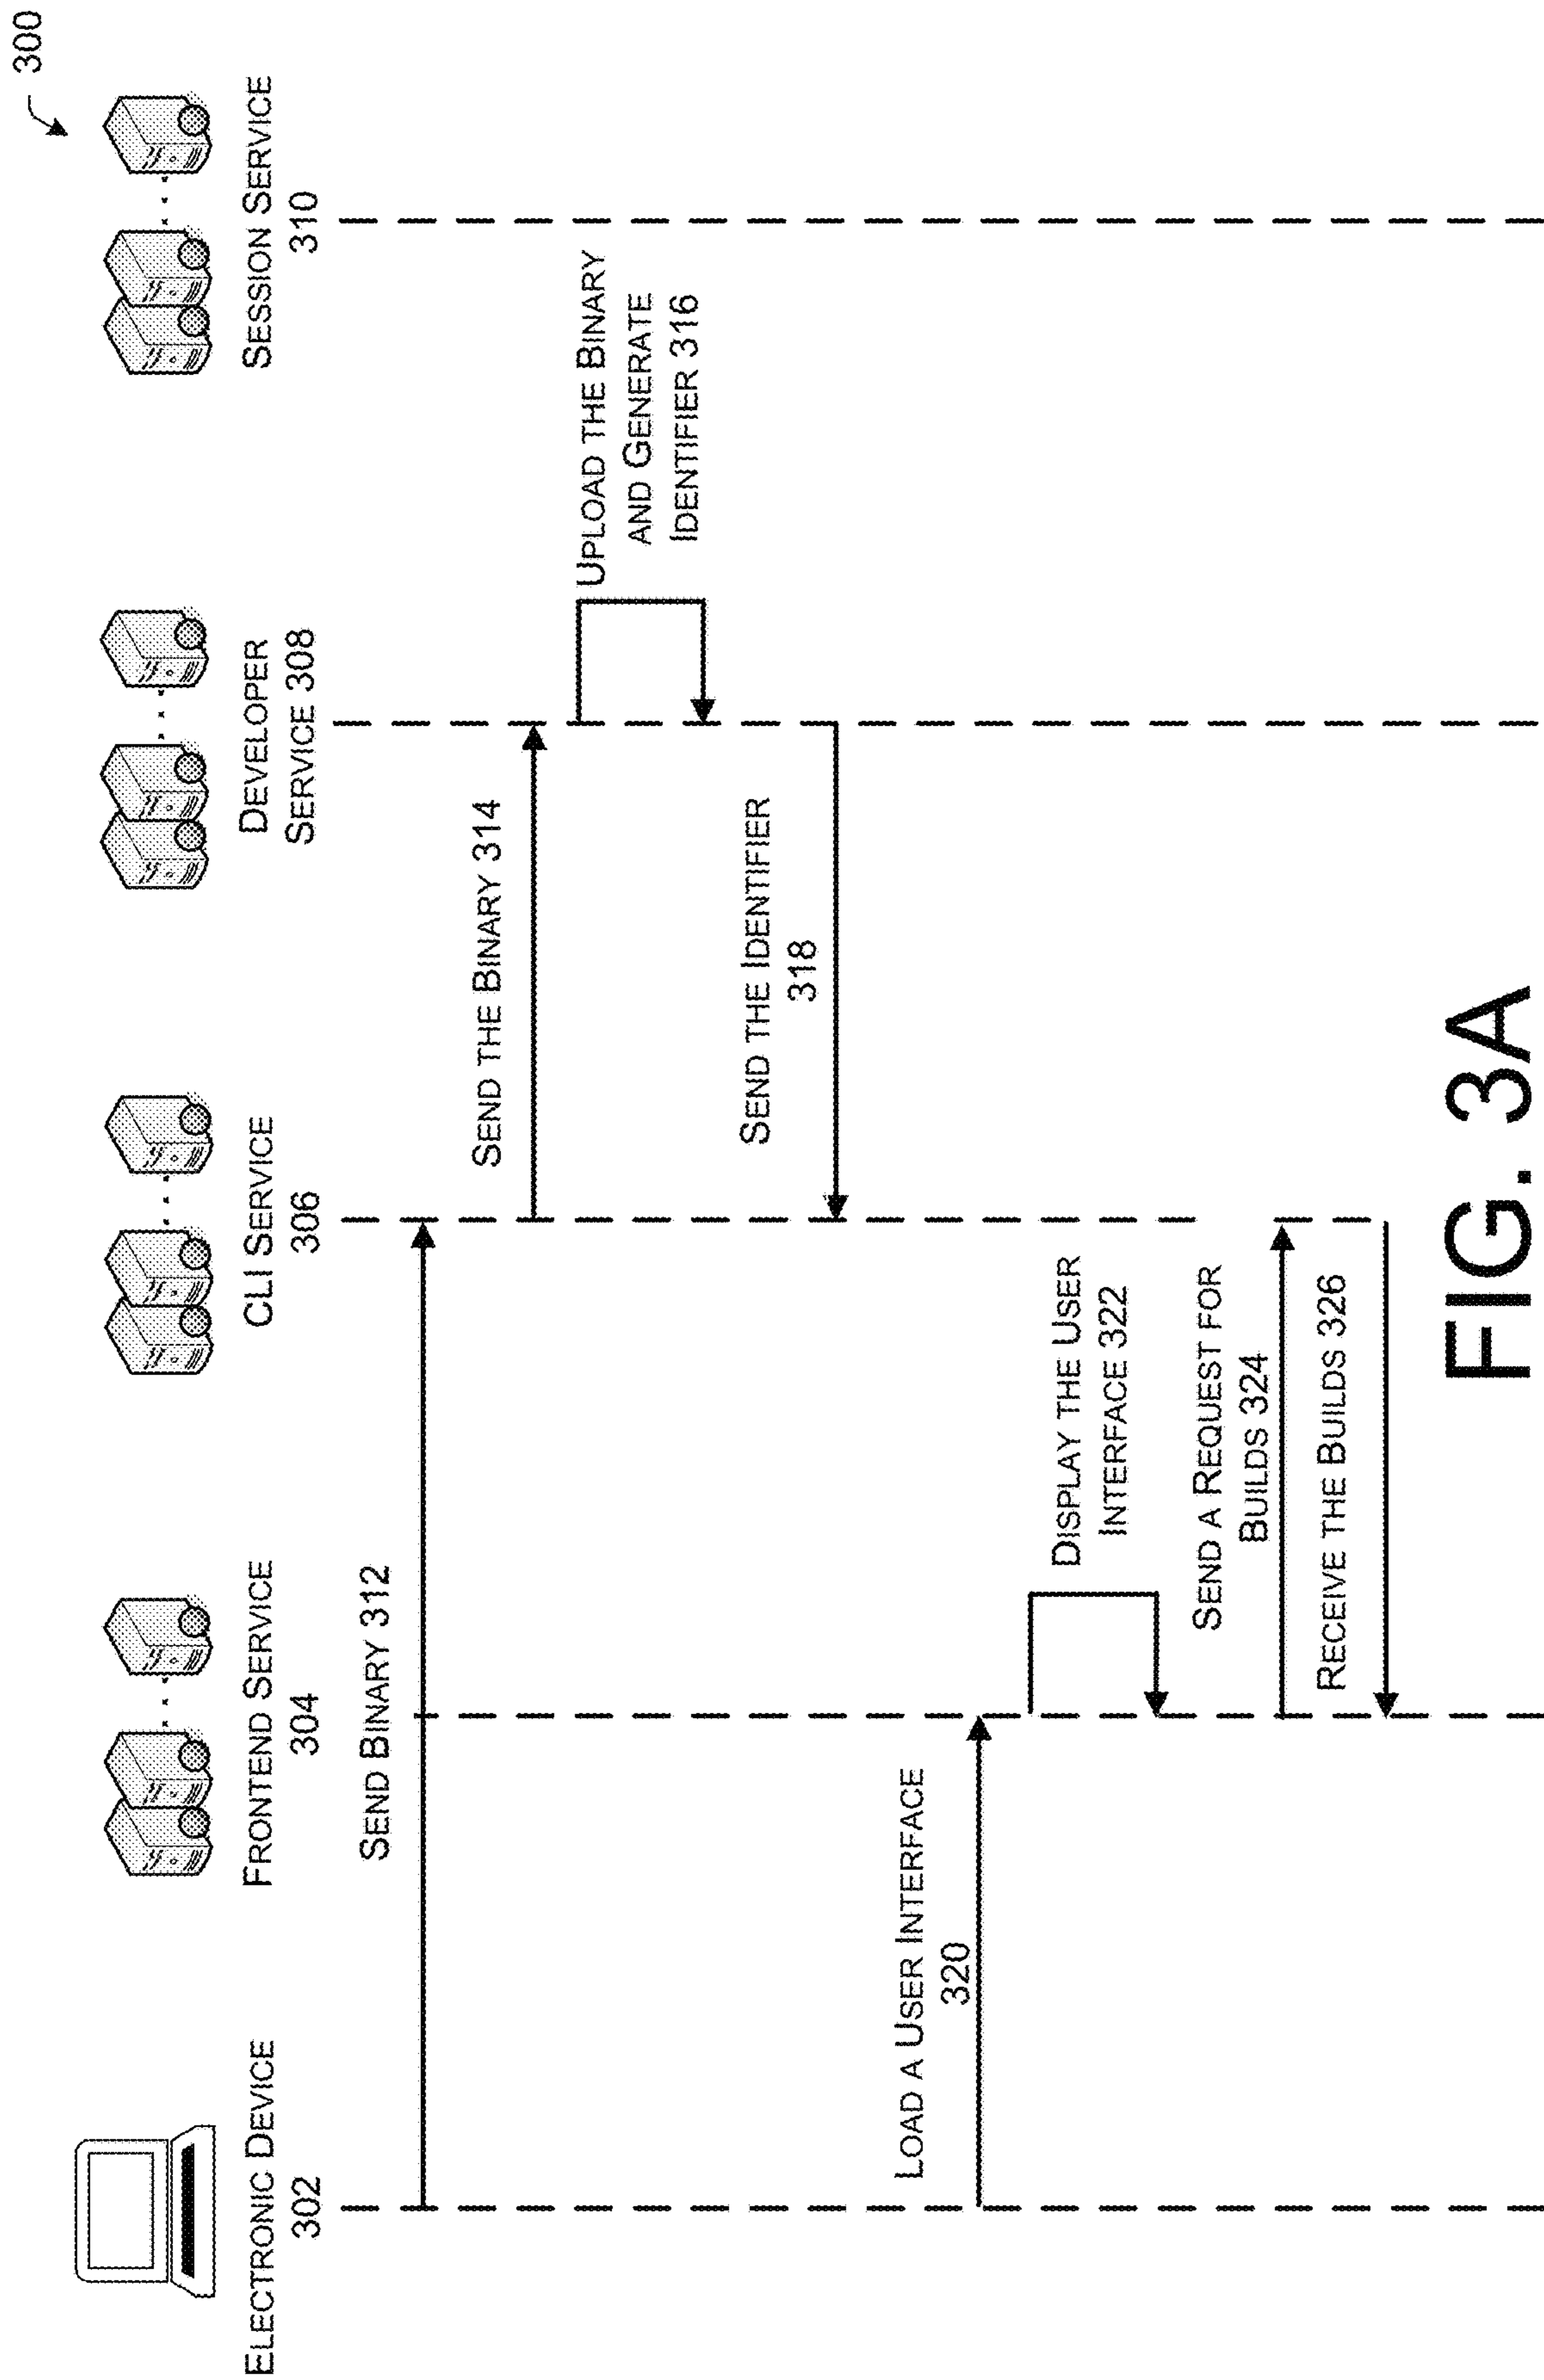 300
ELECTRONIC DEVICE
302
FRONTEND SERVICE
304
CLI SERVICE
306
DEVELOPER
SERVICE 308
SESSION SERVICE
310
SEND BINARY 312
SEND THE BINARY 314
UPLOAD THE BINARY
AND GENERATE
IDENTIFIER 316
SEND THE IDENTIFIER
318
LOAD A USER INTERFACE
320
DISPLAY THE USER
INTERFACE 322
SEND A REQUEST FOR
BUILDS 324
RECEIVE THE BUILDS 326
FIG. 3A